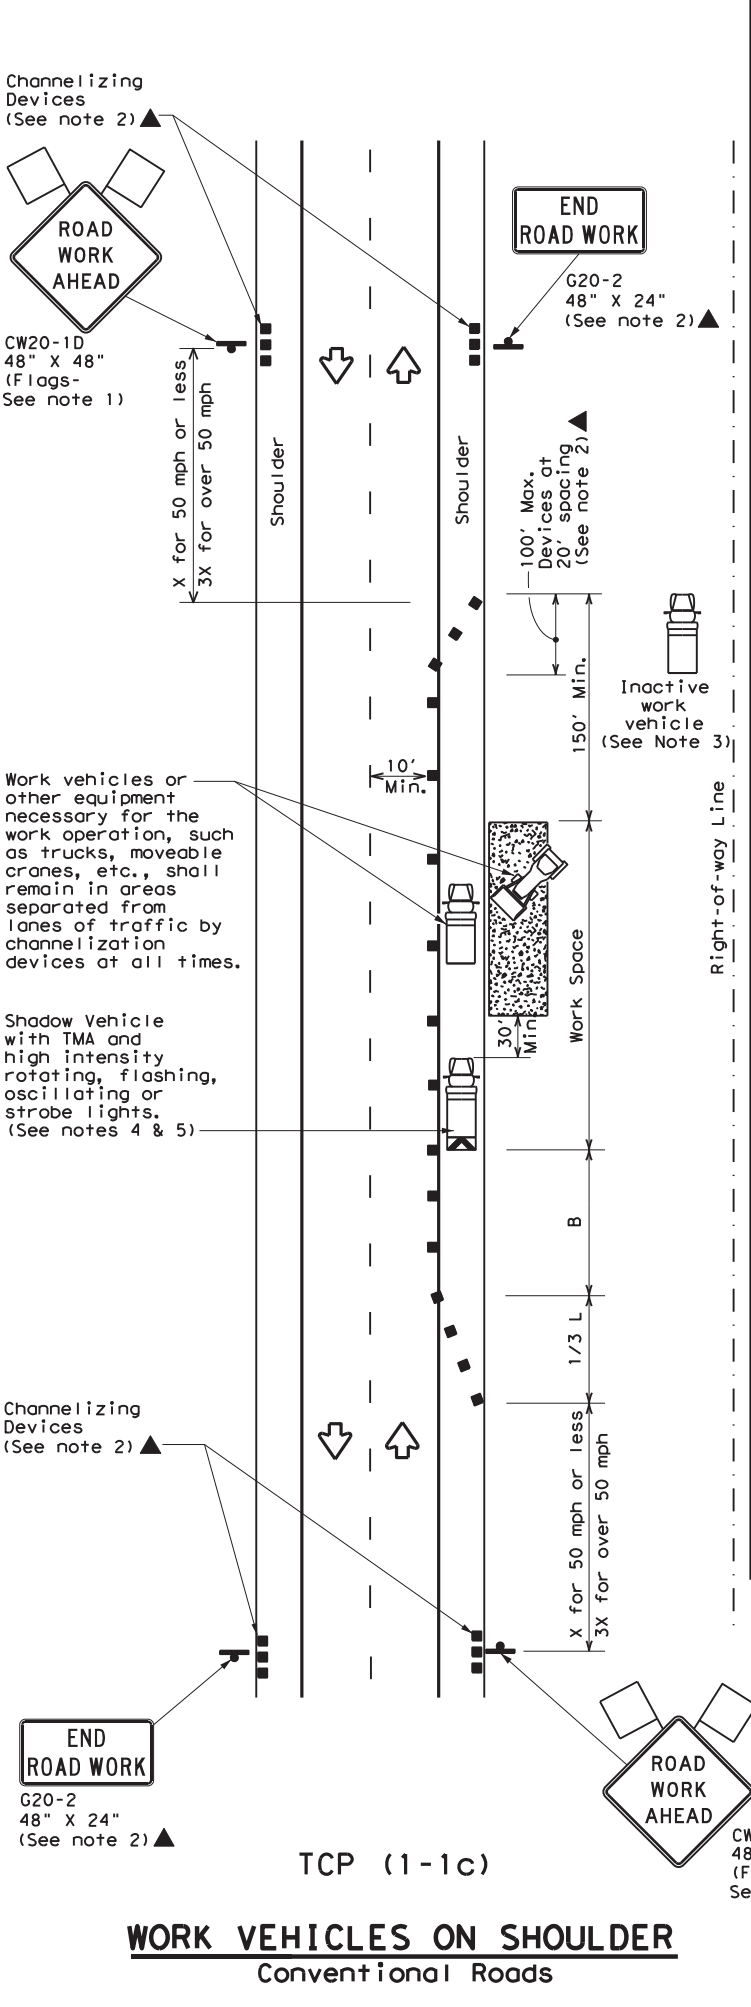 Channelizing
Devices
(See note 2)
ROAD
WORK
AHEAD
CW20-1D
48" X 48"
(Flags-
See note 1)
END
ROAD WORK
G20-2
48" X 24"
(See note 2)
X for 50 mph or less
3X for over 50 mph
Shoulder
Shoulder
100' Max.
Devices at
20' spacing
(See note 2)
150' Min.
Inactive
work
vehicle
(See Note 3)
10'
Min.
Work vehicles or
other equipment
necessary for the
work operation, such
as trucks, moveable
cranes, etc., shall
remain in areas
separated from
lanes of traffic by
channelization
devices at all times.
Right-of-way Line
Work Space
30'
Min.
Shadow Vehicle
with TMA and
high intensity
rotating, flashing,
oscillating or
strobe lights.
(See notes 4 & 5)
B
1/3 L
Channelizing
Devices
(See note 2)
X for 50 mph or less
3X for over 50 mph
END
ROAD WORK
G20-2
48" X 24"
(See note 2)
ROAD
WORK
AHEAD
CW
48
(F
Se
TCP (1-1c)
WORK VEHICLES ON SHOULDER
Conventional Roads